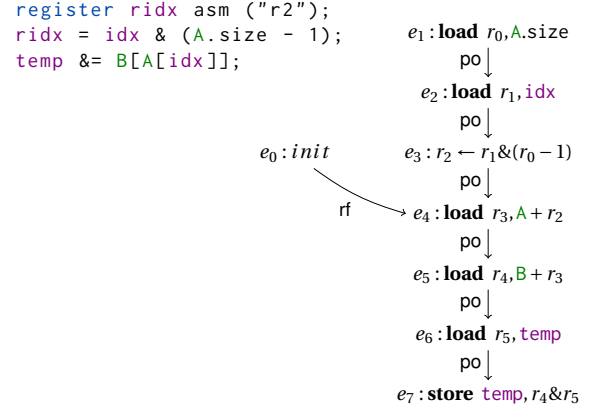 register ridx asm ("r2");
ridx = idx & (A.size - 1);
temp &= B[A[idx]];
e1 : load r0, A.size
po
e2 : load r1, idx
po
e0 : init
e3 : r2 ← r1&(r0 − 1)
po
rf
e4 : load r3, A + r2
po
e5 : load r4, B + r3
po
e6 : load r5, temp
po
e7 : store temp, r4&r5